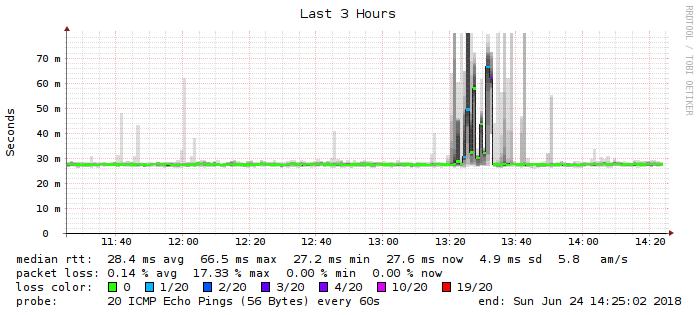 Last 3 Hours
RRDTOOL / TOBI OETIKER
Seconds
70 m
60 m
50 m
40 m
30 m
20 m
10 m
0
11:40 12:00 12:20 12:40 13:00 13:20 13:40 14:00 14:20
median rtt: 28.4 ms avg 66.5 ms max 27.2 ms min 27.6 ms now 4.9 ms sd 5.8 am/s
packet loss: 0.14 % avg 17.33 % max 0.00 % min 0.00 % now
loss color: 0 1/20 2/20 3/20 4/20 10/20 19/20
probe: 20 ICMP Echo Pings (56 Bytes) every 60s end: Sun Jun 24 14:25:02 2018